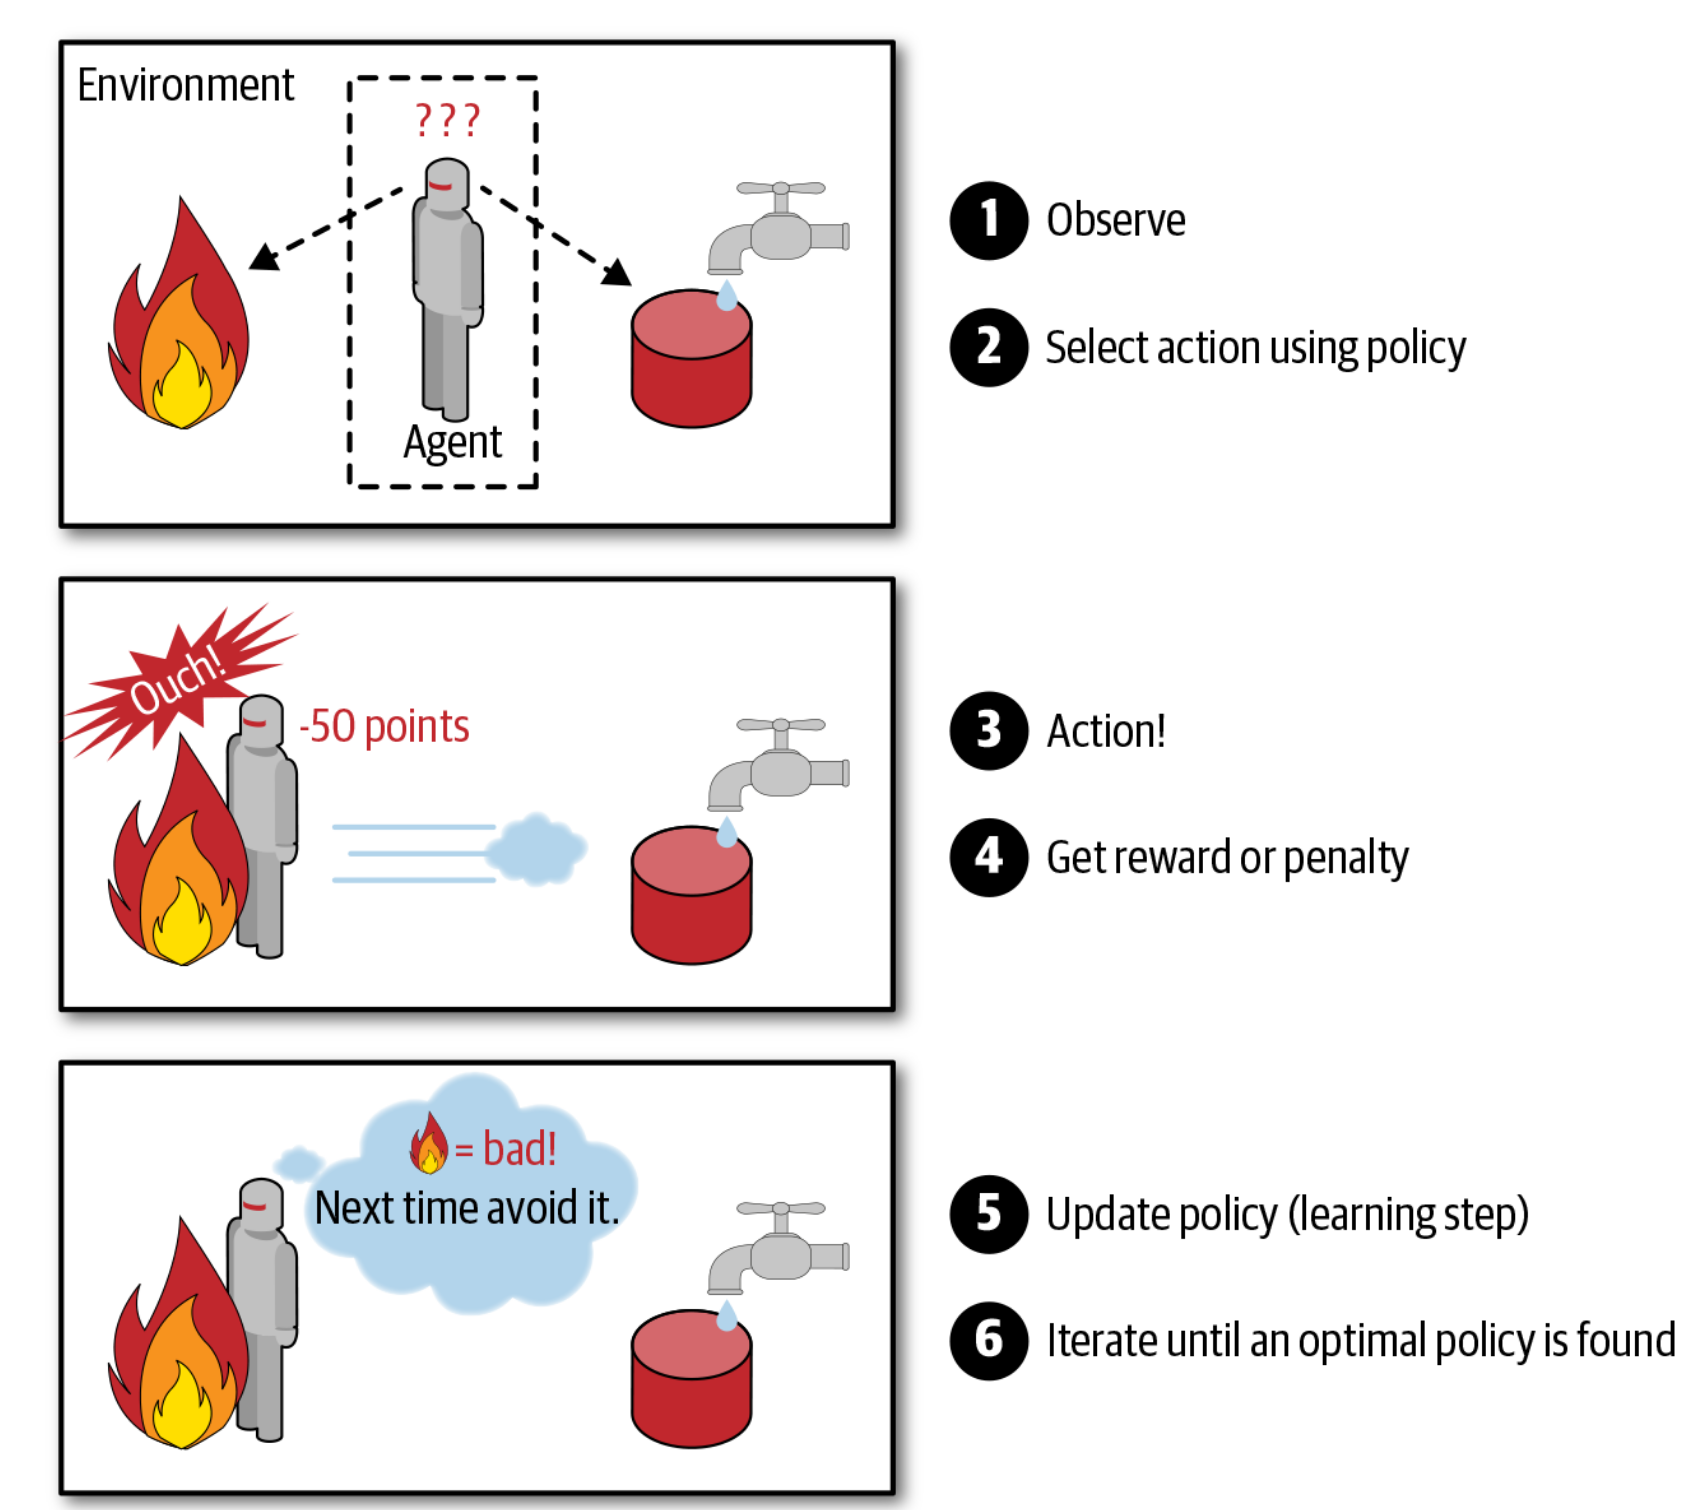 Environment
???
Agent
1 Observe
2 Select action using policy
Ouch!
-50 points
3 Action!
4 Get reward or penalty
= bad!
Next time avoid it.
5 Update policy (learning step)
6 Iterate until an optimal policy is found